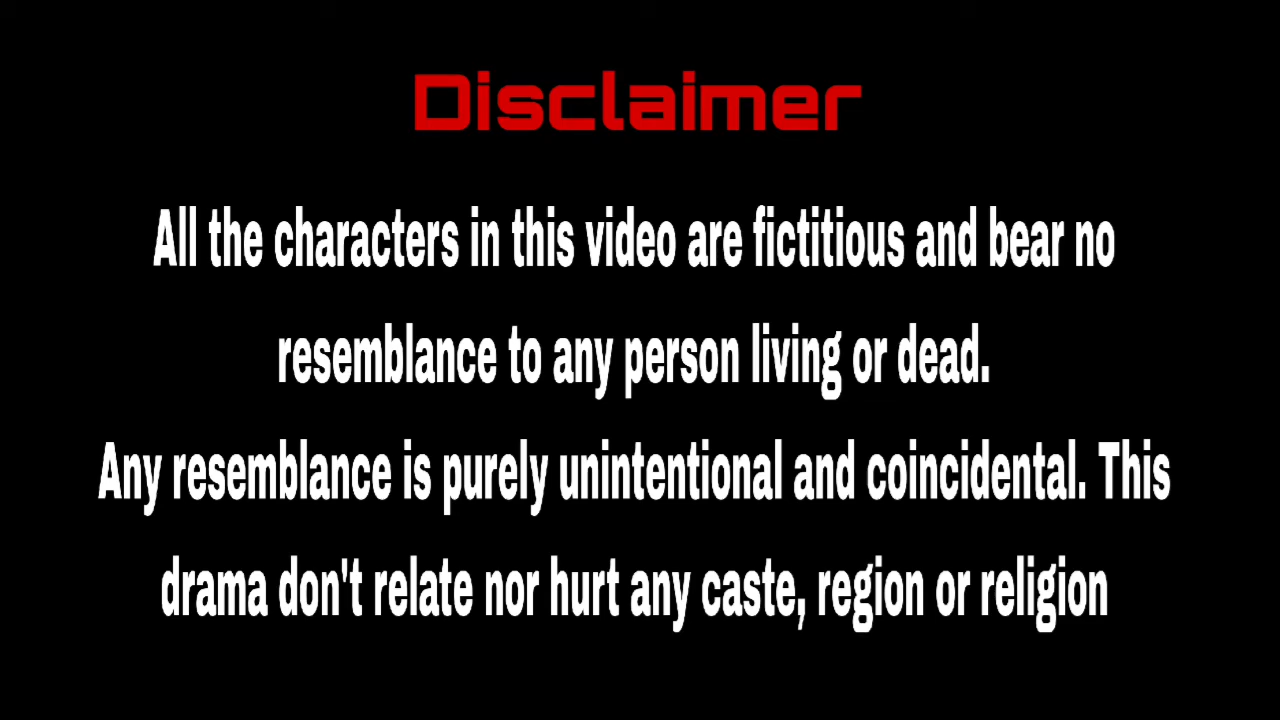 Disclaimer
All the characters in this video are fictitious and bear no
resemblance to any person living or dead.
Any resemblance is purely unintentional and coincidental. This
drama don't relate nor hurt any caste, region or religion